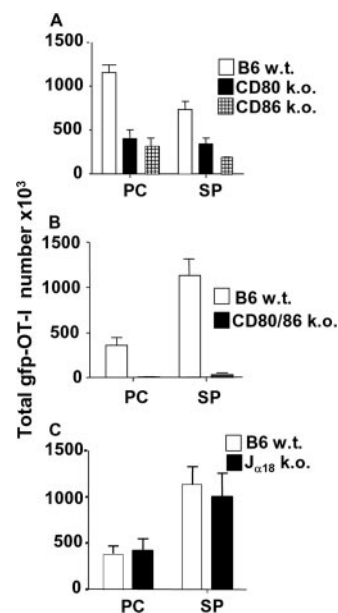 A
1500
1000
500
0
B6 w.t.
CD80 k.o.
CD86 k.o.
PC SP
B
1500
1000
500
0
B6 w.t.
CD80/86 k.o.
PC SP
C
1500
1000
500
0
B6 w.t.
Jα18 k.o.
PC SP
Total gfp-OT-I number x10³